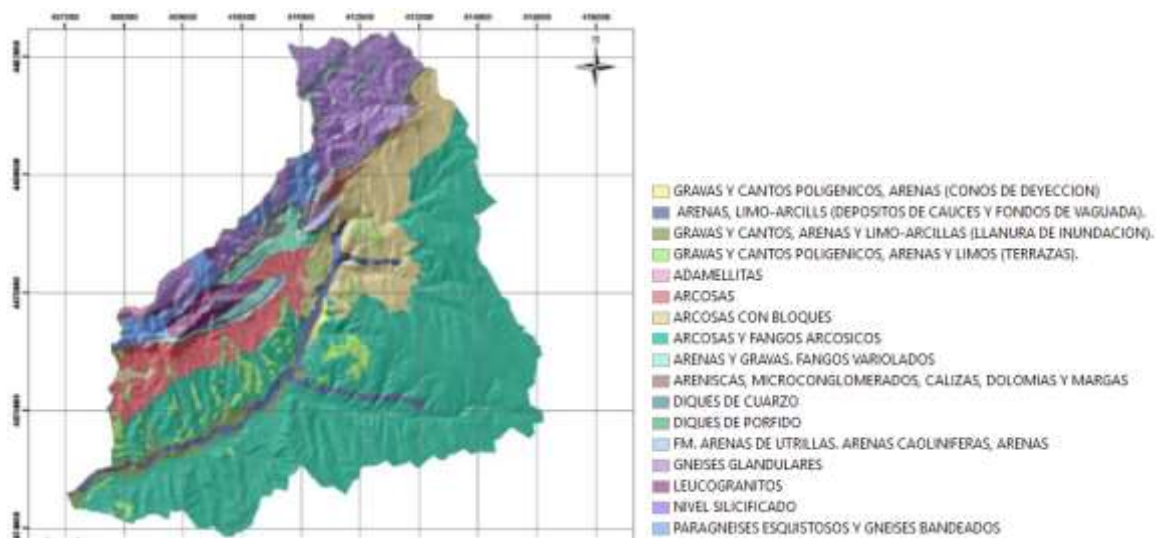 GRAVAS Y CANTOS POLIGENICOS, ARENAS (CONOS DE DEYECCION)
ARENAS, LIMO-ARCILLS (DEPOSITOS DE CAUCES Y FONDOS DE VAGUADA).
GRAVAS Y CANTOS, ARENAS Y LIMO-ARCILLAS (LLANURA DE INUNDACION).
GRAVAS Y CANTOS POLIGENICOS, ARENAS Y LIMOS (TERRAZAS).
ADAMELLITAS
ARCOSAS
ARCOSAS CON BLOQUES
ARCOSAS Y FANGOS ARCOSICOS
ARENAS Y GRAVAS. FANGOS VARIOLADOS
ARENISCAS, MICROCONGLOMERADOS, CALIZAS, DOLOMIAS Y MARGAS
DIQUES DE CUARZO
DIQUES DE PORFIDO
FM. ARENAS DE UTRILLAS. ARENAS CAOLINIFERAS, ARENAS
GNEISES GLANDULARES
LEUCOGRANITOS
NIVEL SILICIFICADO
PARAGNEISES ESQUISTOSOS Y GNEISES BANDEADOS